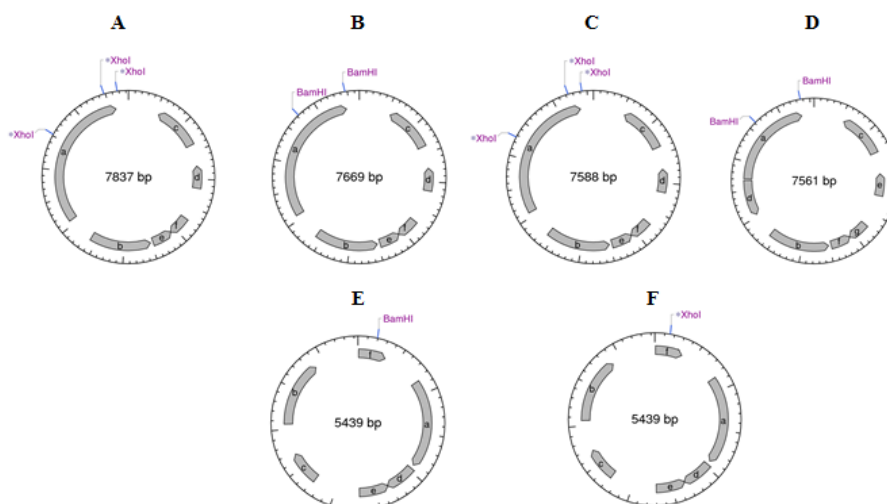 A B C D
*XhoI
*XhoI
*XhoI
a
c
d
b
e
f
7837 bp
BamHI
BamHI
a
c
d
b
e
f
7669 bp
*XhoI
*XhoI
*XhoI
a
c
d
b
e
f
7588 bp
BamHI
BamHI
a
c
d
e
b
f
g
7561 bp
E F
BamHI
f
b
a
c
d
e
5439 bp
*XhoI
f
b
a
c
d
e
5439 bp